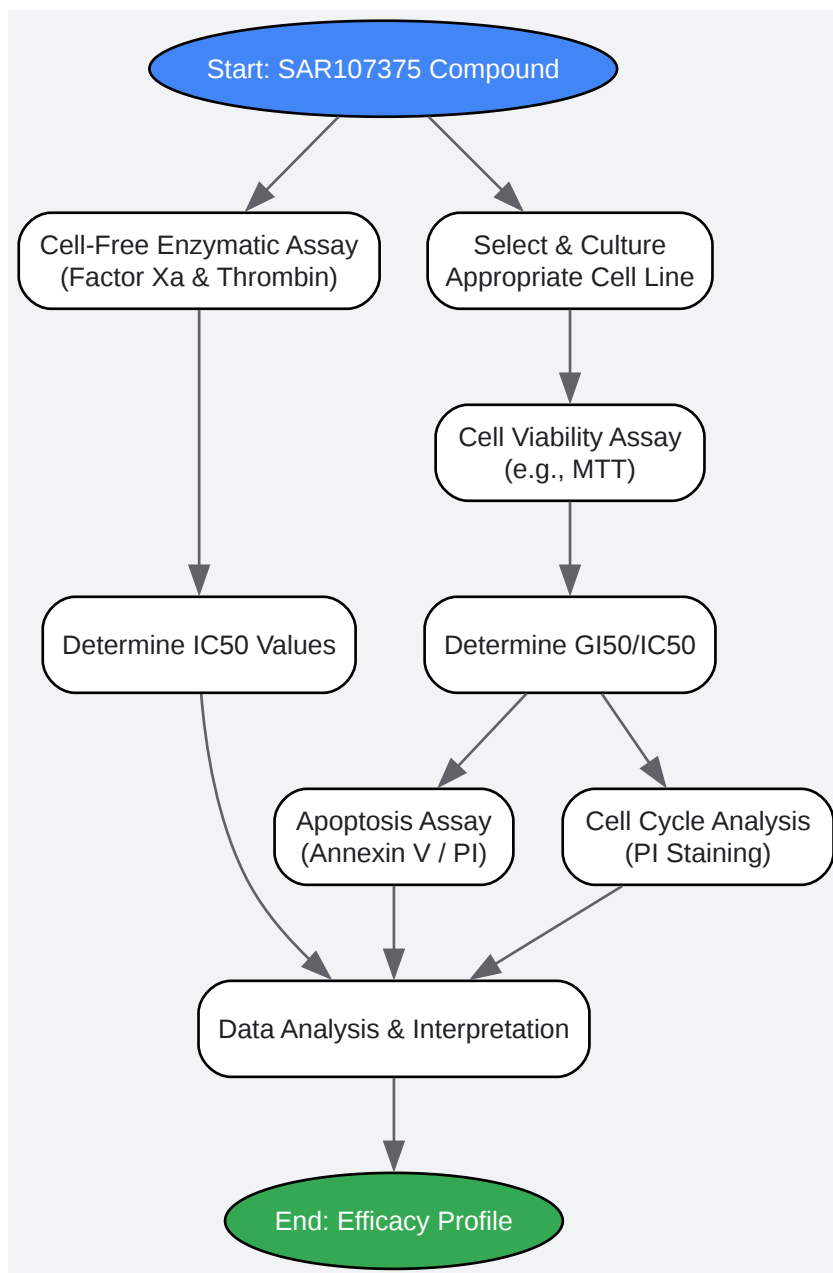 Start: SAR107375 Compound
Cell-Free Enzymatic Assay
(Factor Xa & Thrombin)
Select & Culture
Appropriate Cell Line
Cell Viability Assay
(e.g., MTT)
Determine IC50 Values
Determine GI50/IC50
Apoptosis Assay
(Annexin V / PI)
Cell Cycle Analysis
(PI Staining)
Data Analysis & Interpretation
End: Efficacy Profile